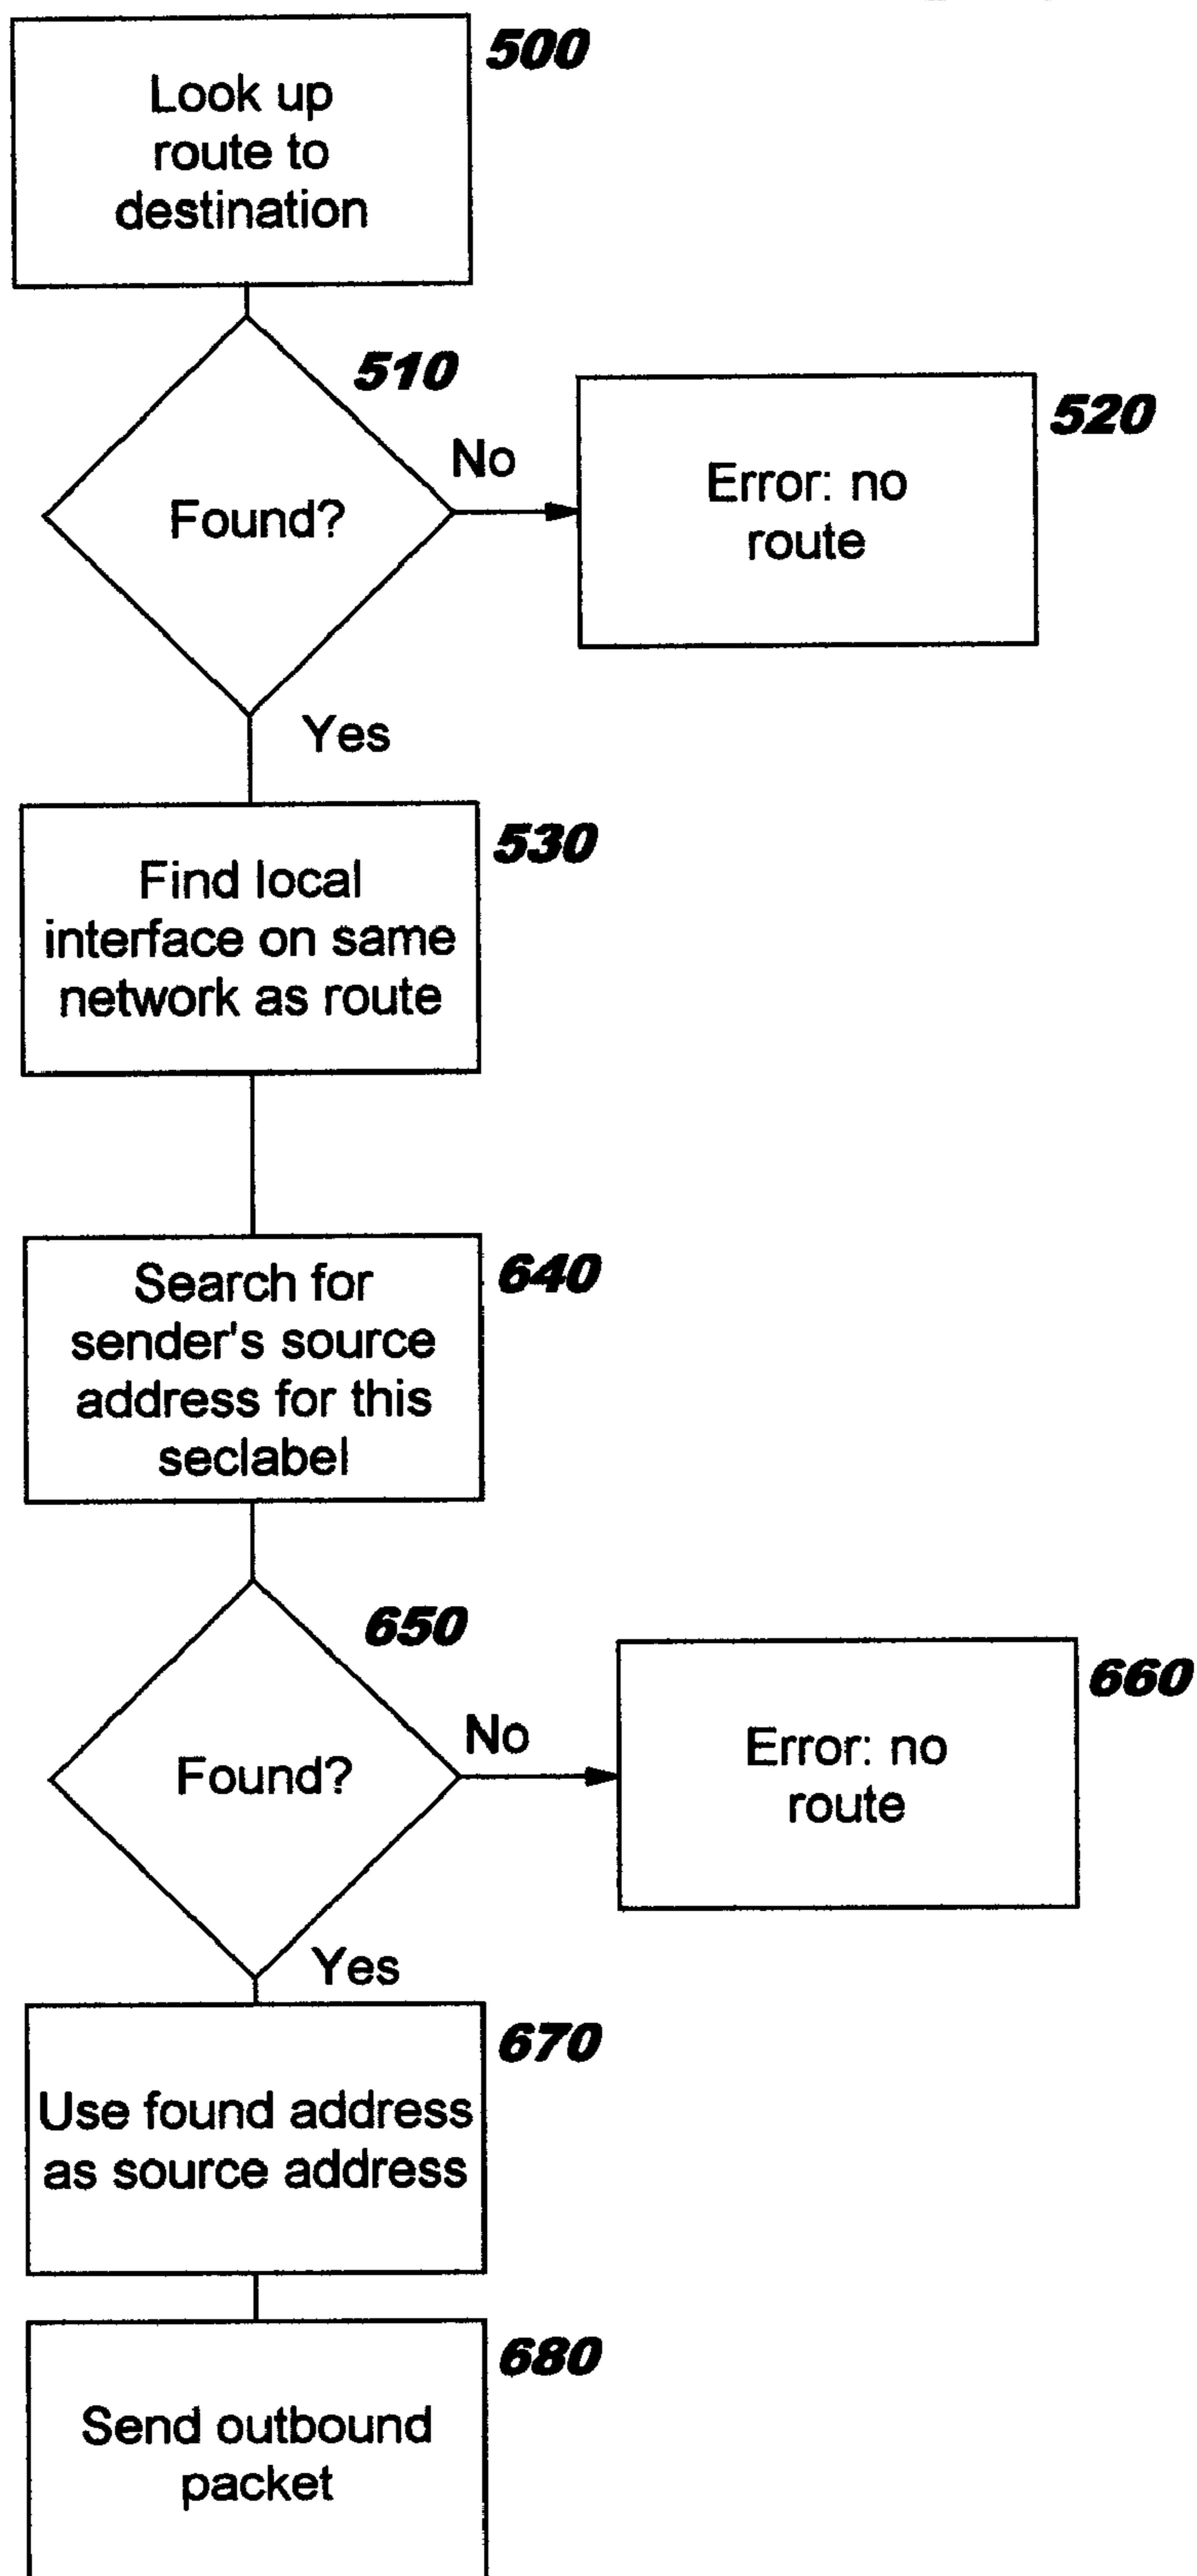 500
Look up
route to
destination
510
Found?
No
520
Error: no
route
Yes
530
Find local
interface on same
network as route
640
Search for
sender's source
address for this
seclabel
650
Found?
No
660
Error: no
route
Yes
670
Use found address
as source address
680
Send outbound
packet